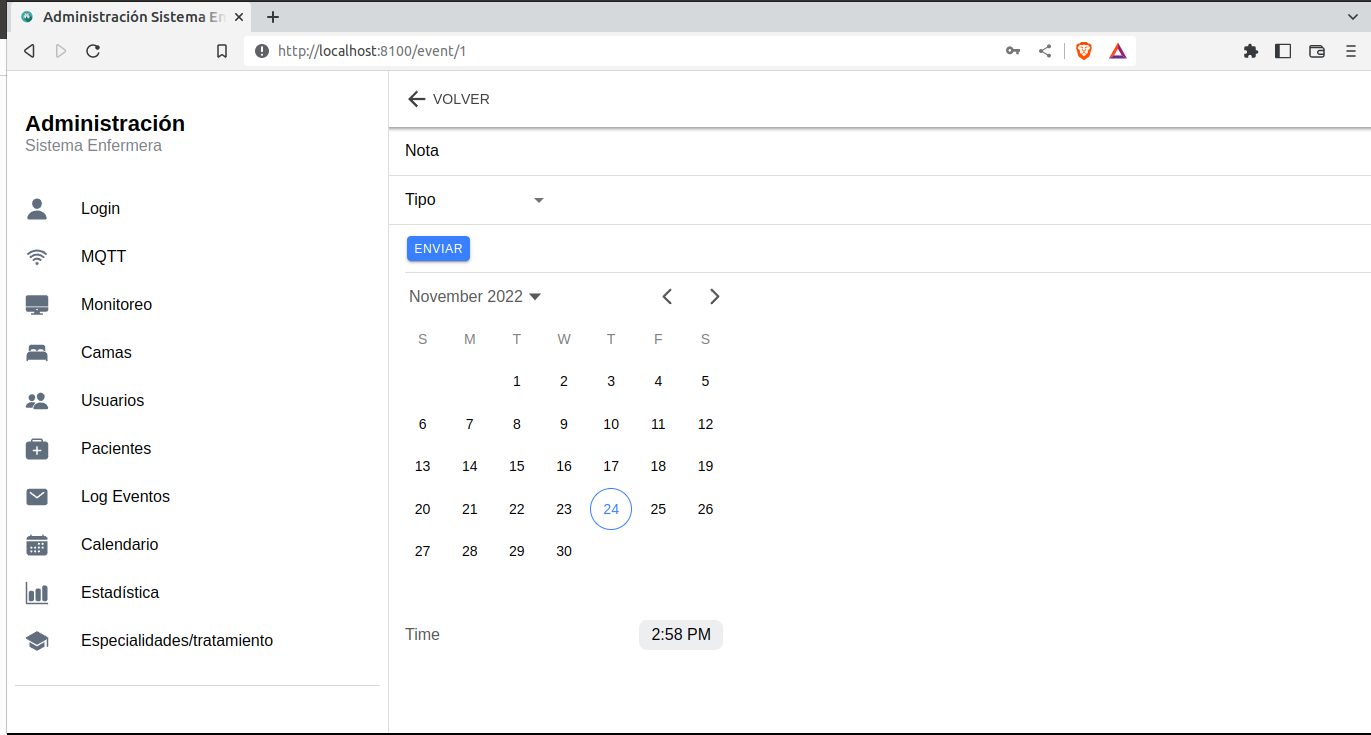 Administración Sistema En
http://localhost:8100/event/1
Administración
Sistema Enfermera
Login
MQTT
Monitoreo
Camas
Usuarios
Pacientes
Log Eventos
Calendario
Estadística
Especialidades/tratamiento
VOLVER
Nota
Tipo
ENVIAR
November 2022
S M T W T F S
1 2 3 4 5
6 7 8 9 10 11 12
13 14 15 16 17 18 19
20 21 22 23 24 25 26
27 28 29 30
Time 2:58 PM